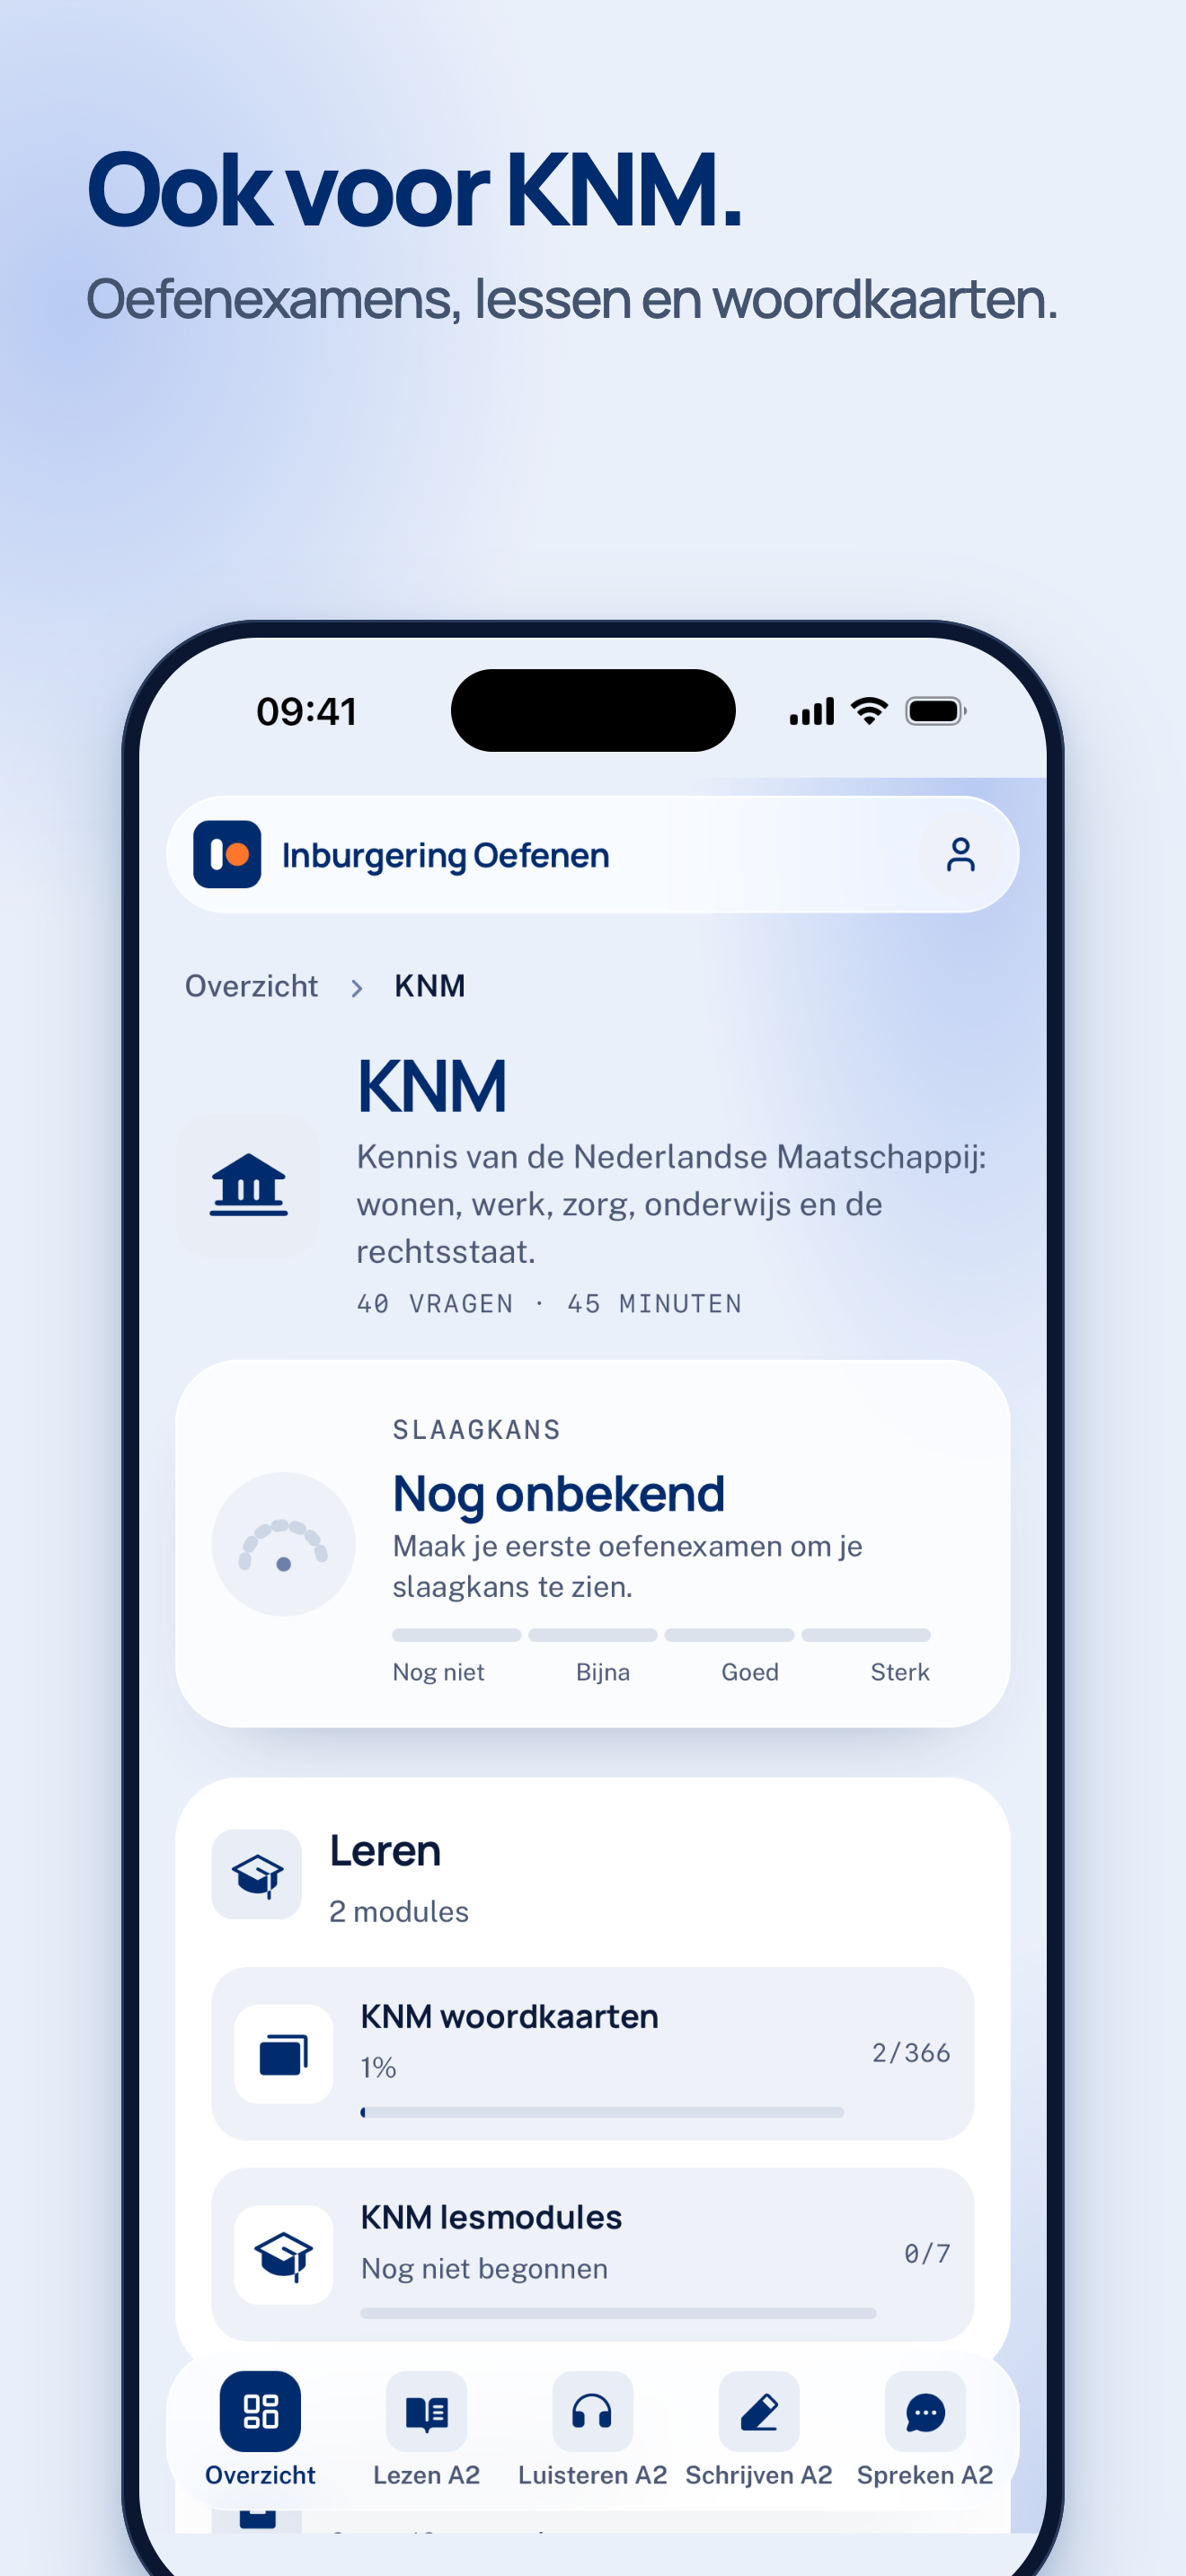 Ook voor KNM.
Oefenexamens, lessen en woordkaarten.
09:41
Inburgering Oefenen
Overzicht > KNM
KNM
Kennis van de Nederlandse Maatschappij:
wonen, werk, zorg, onderwijs en de
rechtsstaat.
40 VRAGEN · 45 MINUTEN
SLAAGKANS
Nog onbekend
Maak je eerste oefenexamen om je
slaagkans te zien.
Nog niet Bijna Goed Sterk
Leren
2 modules
KNM woordkaarten
1%
2/366
KNM lesmodules
Nog niet begonnen
0/7
Overzicht Lezen A2 Luisteren A2 Schrijven A2 Spreken A2